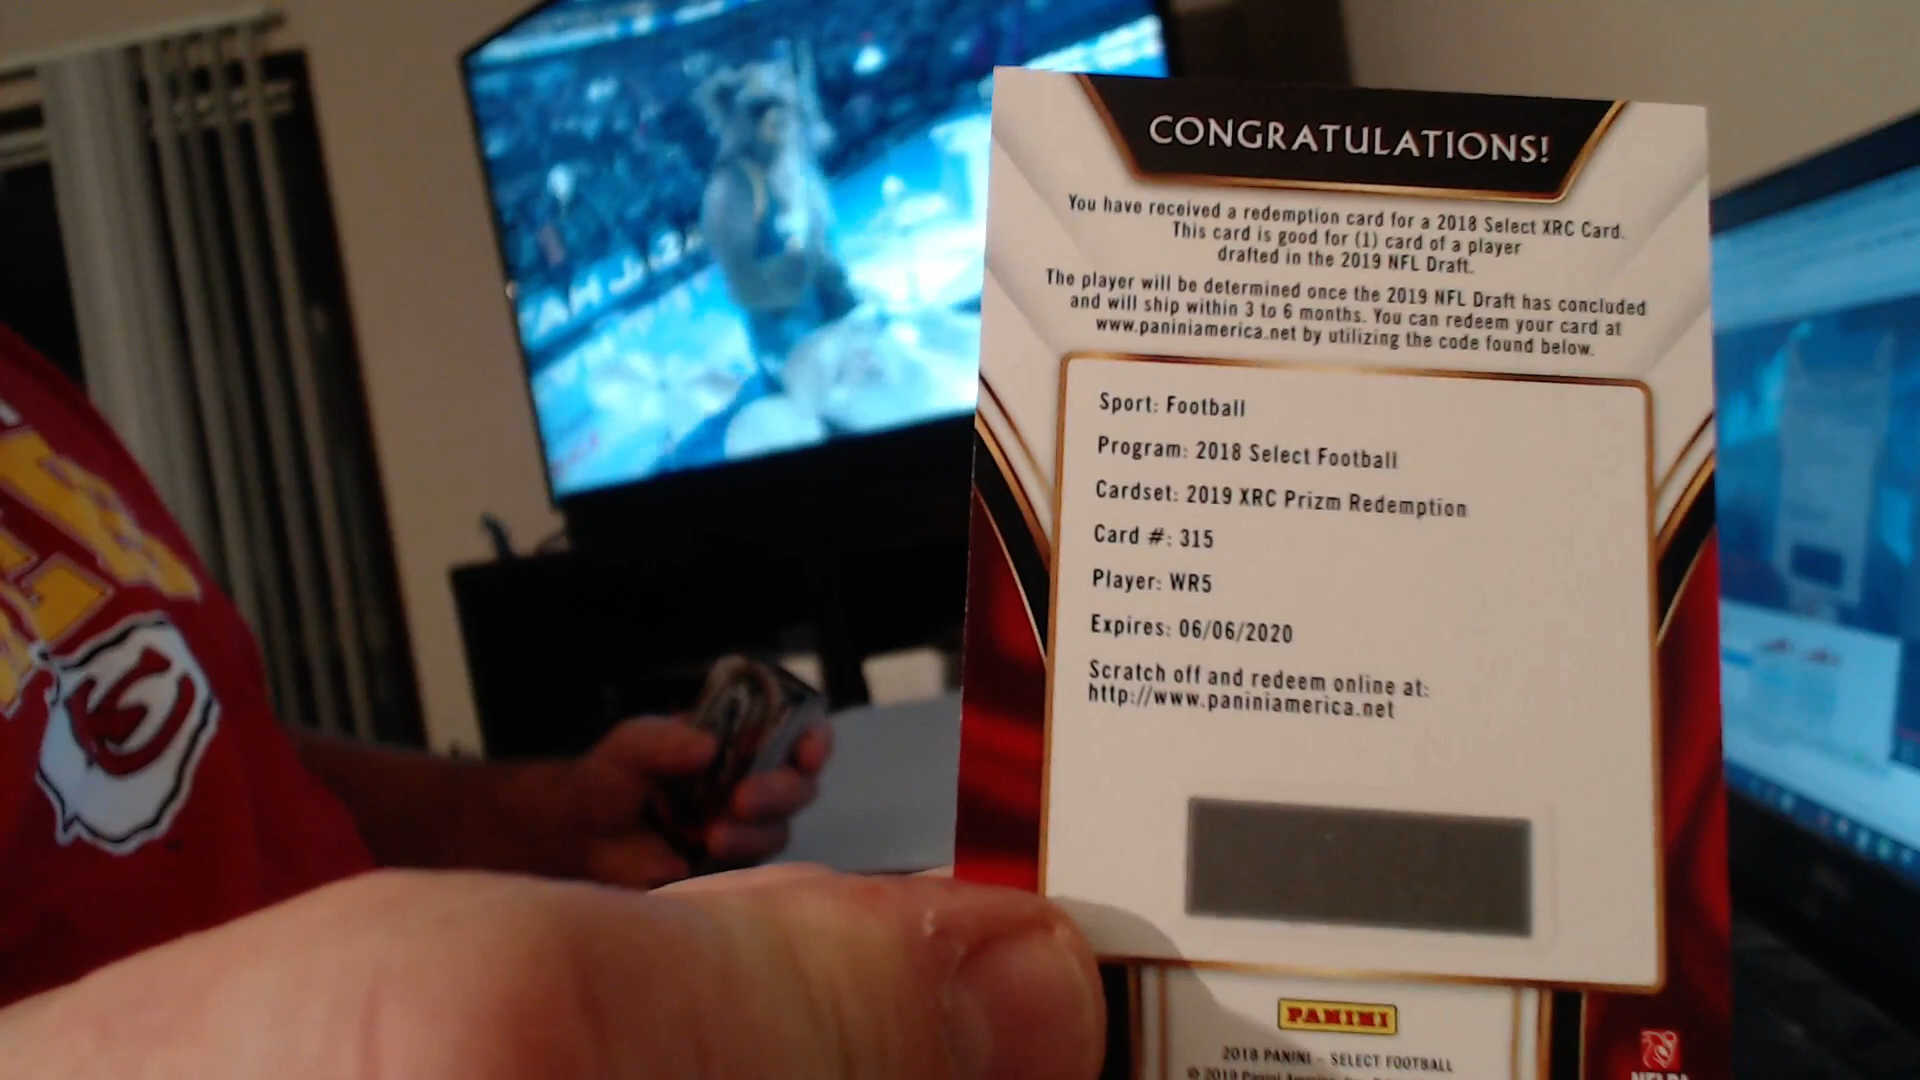 CONGRATULATIONS!
You have received a redemption card for a 2018 Select XRC Card.
This card is good for (1) card of a player
drafted in the 2019 NFL Draft.
The player will be determined once the 2019 NFL Draft has concluded
and will ship within 3 to 6 months. You can redeem your card at
www.paniniamerica.net by utilizing the code found below.
Sport: Football
Program: 2018 Select Football
Cardset: 2019 XRC Prizm Redemption
Card #: 315
Player: WR5
Expires: 06/06/2020
Scratch off and redeem online at:
http://www.paniniamerica.net
PANINI
2018 PANINI – SELECT FOOTBALL
© 2019 Panini America